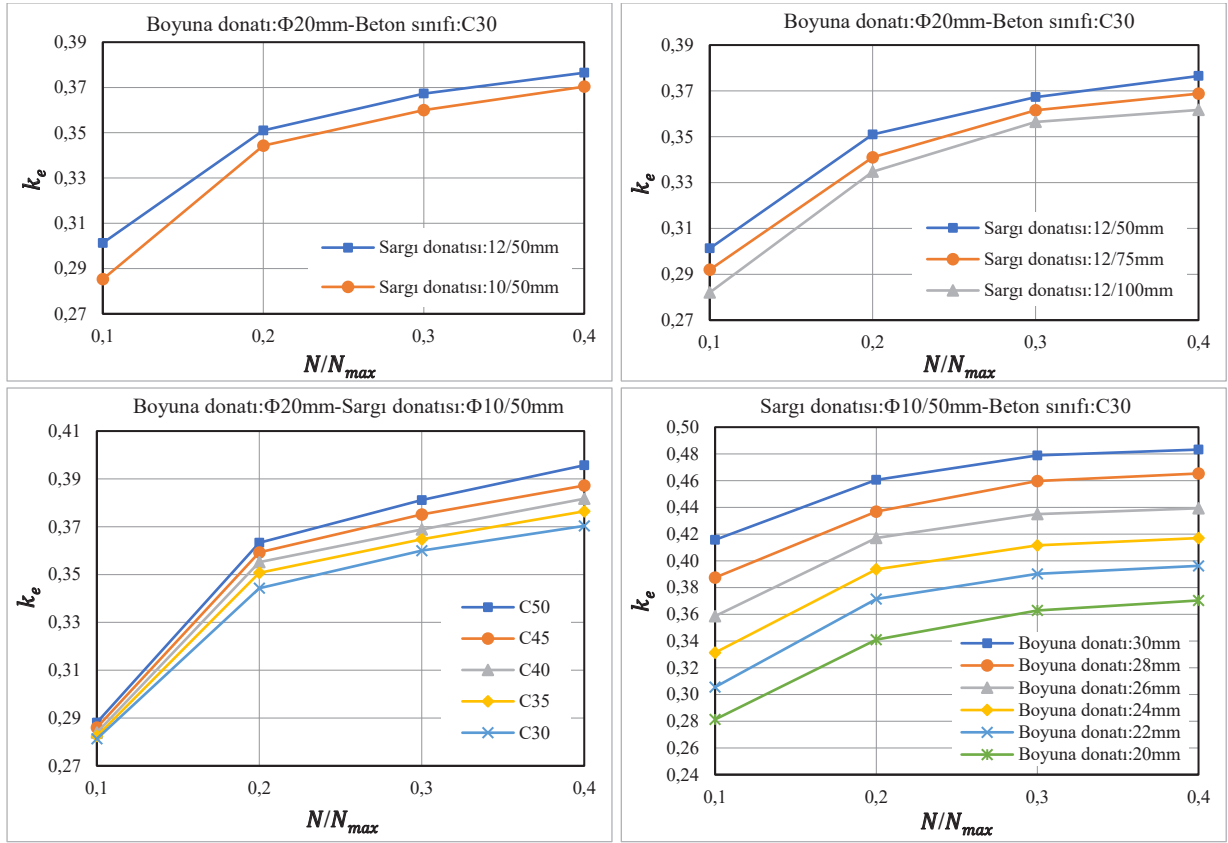 Boyuna donatı:Φ20mm-Beton sınıfı:C30
0,39
0,37
0,35
0,33
0,31
0,29
0,27
k_e
Sargı donatısı:12/50mm
Sargı donatısı:10/50mm
0,1 0,2 0,3 0,4
N/N_max
Boyuna donatı:Φ20mm-Beton sınıfı:C30
0,39
0,37
0,35
0,33
0,31
0,29
0,27
k_e
Sargı donatısı:12/50mm
Sargı donatısı:12/75mm
Sargı donatısı:12/100mm
0,1 0,2 0,3 0,4
N/N_max
Boyuna donatı:Φ20mm-Sargı donatısı:Φ10/50mm
0,41
0,39
0,37
0,35
0,33
0,31
0,29
0,27
k_e
C50
C45
C40
C35
C30
0,1 0,2 0,3 0,4
N/N_max
Sargı donatısı:Φ10/50mm-Beton sınıfı:C30
0,50
0,48
0,46
0,44
0,42
0,40
0,38
0,36
0,34
0,32
0,30
0,28
0,26
0,24
k_e
Boyuna donatı:30mm
Boyuna donatı:28mm
Boyuna donatı:26mm
Boyuna donatı:24mm
Boyuna donatı:22mm
Boyuna donatı:20mm
0,1 0,2 0,3 0,4
N/N_max